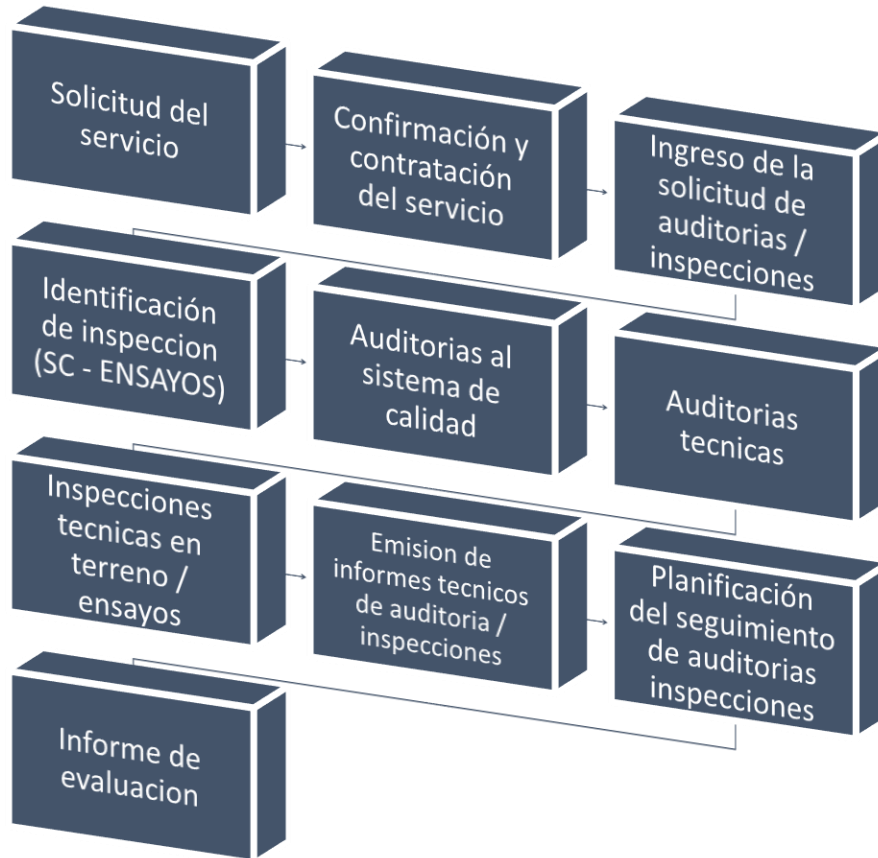 Solicitud del
servicio
Confirmación y
contratación
del servicio
Ingreso de la
solicitud de
auditorias /
inspecciones
Identificación
de inspeccion
(SC - ENSAYOS)
Auditorias al
sistema de
calidad
Auditorias
tecnicas
Inspecciones
tecnicas en
terreno /
ensayos
Emision de
informes tecnicos
de auditoria /
inspecciones
Planificación
del seguimiento
de auditorias
inspecciones
Informe de
evaluacion